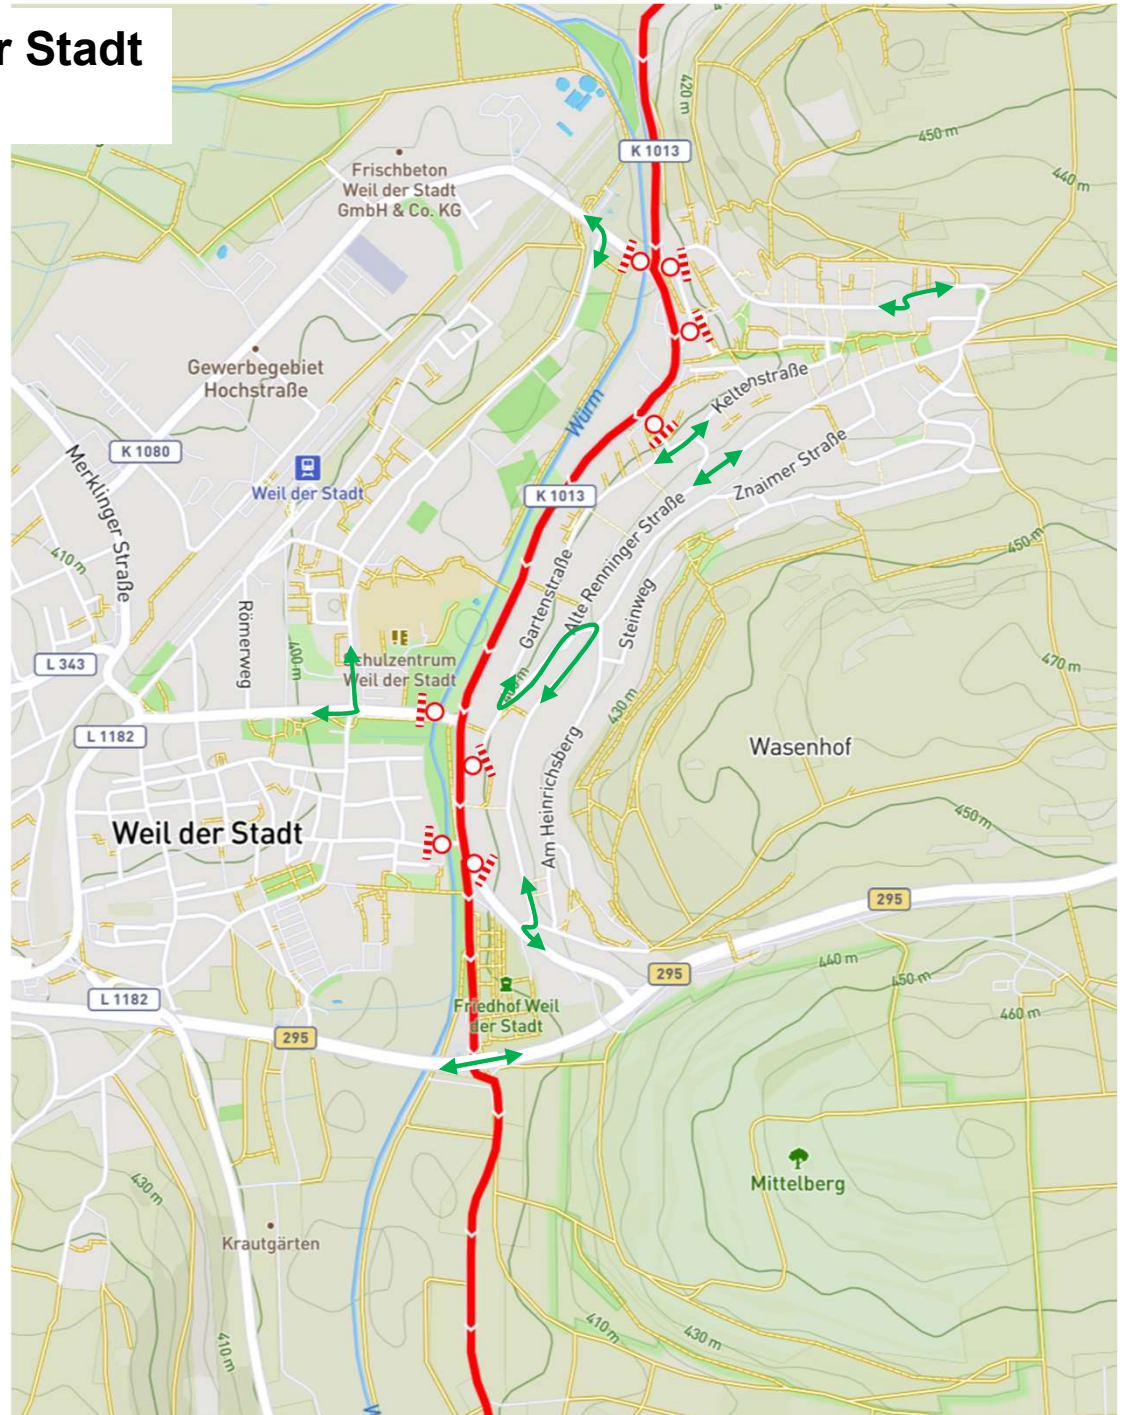 r Stadt
420 m
450 m
K 1013
440 m
Frischbeton
Weil der Stadt
GmbH & Co. KG
Gewerbegebiet
Hochstraße
Würm
Keltenstraße
K 1080
Merklinger Straße
Weil der Stadt
Znaimer Straße
K 1013
Alte Renninger Straße
450 m
410 m
Gartenstraße
Steinweg
Römerweg
400 m
Schulzentrum
Weil der Stadt
L 343
470 m
430 m
L 1182
Wasenhof
Am Heinrichsberg
450 m
Weil der Stadt
295
440 m
450 m
295
L 1182
Friedhof Weil
der Stadt
460 m
295
Mittelberg
430 m
Krautgärten
410 m
410 m
430 m